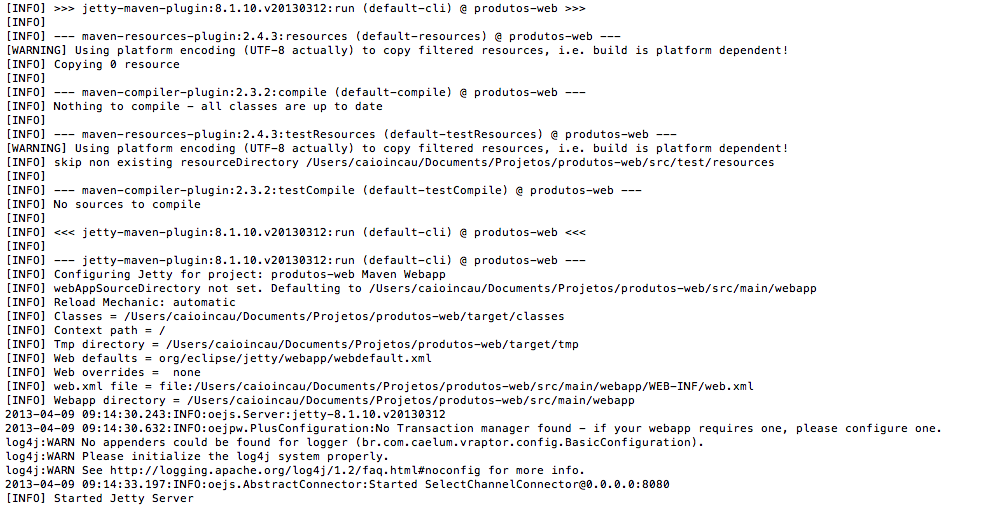 [INFO] >>> jetty-maven-plugin:8.1.10.v20130312:run (default-cli) @ produtos-web >>>
[INFO]
[INFO] --- maven-resources-plugin:2.4.3:resources (default-resources) @ produtos-web ---
[WARNING] Using platform encoding (UTF-8 actually) to copy filtered resources, i.e. build is platform dependent!
[INFO] Copying 0 resource
[INFO]
[INFO] --- maven-compiler-plugin:2.3.2:compile (default-compile) @ produtos-web ---
[INFO] Nothing to compile - all classes are up to date
[INFO]
[INFO] --- maven-resources-plugin:2.4.3:testResources (default-testResources) @ produtos-web ---
[WARNING] Using platform encoding (UTF-8 actually) to copy filtered resources, i.e. build is platform dependent!
[INFO] skip non existing resourceDirectory /Users/caioincau/Documents/Projetos/produtos-web/src/test/resources
[INFO]
[INFO] --- maven-compiler-plugin:2.3.2:testCompile (default-testCompile) @ produtos-web ---
[INFO] No sources to compile
[INFO]
[INFO] <<< jetty-maven-plugin:8.1.10.v20130312:run (default-cli) @ produtos-web <<<
[INFO]
[INFO] --- jetty-maven-plugin:8.1.10.v20130312:run (default-cli) @ produtos-web ---
[INFO] Configuring Jetty for project: produtos-web Maven Webapp
[INFO] webAppSourceDirectory not set. Defaulting to /Users/caioincau/Documents/Projetos/produtos-web/src/main/webapp
[INFO] Reload Mechanic: automatic
[INFO] Classes = /Users/caioincau/Documents/Projetos/produtos-web/target/classes
[INFO] Context path = /
[INFO] Tmp directory = /Users/caioincau/Documents/Projetos/produtos-web/target/tmp
[INFO] Web defaults = org/eclipse/jetty/webapp/webdefault.xml
[INFO] Web overrides =  none
[INFO] web.xml file = file:/Users/caioincau/Documents/Projetos/produtos-web/src/main/webapp/WEB-INF/web.xml
[INFO] Webapp directory = /Users/caioincau/Documents/Projetos/produtos-web/src/main/webapp
2013-04-09 09:14:30.243:INFO:oejs.Server:jetty-8.1.10.v20130312
2013-04-09 09:14:30.632:INFO:oejpw.PlusConfiguration:No Transaction manager found - if your webapp requires one, please configure one.
log4j:WARN No appenders could be found for logger (br.com.caelum.vraptor.config.BasicConfiguration).
log4j:WARN Please initialize the log4j system properly.
log4j:WARN See http://logging.apache.org/log4j/1.2/faq.html#noconfig for more info.
2013-04-09 09:14:33.197:INFO:oejs.AbstractConnector:Started SelectChannelConnector@0.0.0.0:8080
[INFO] Started Jetty Server